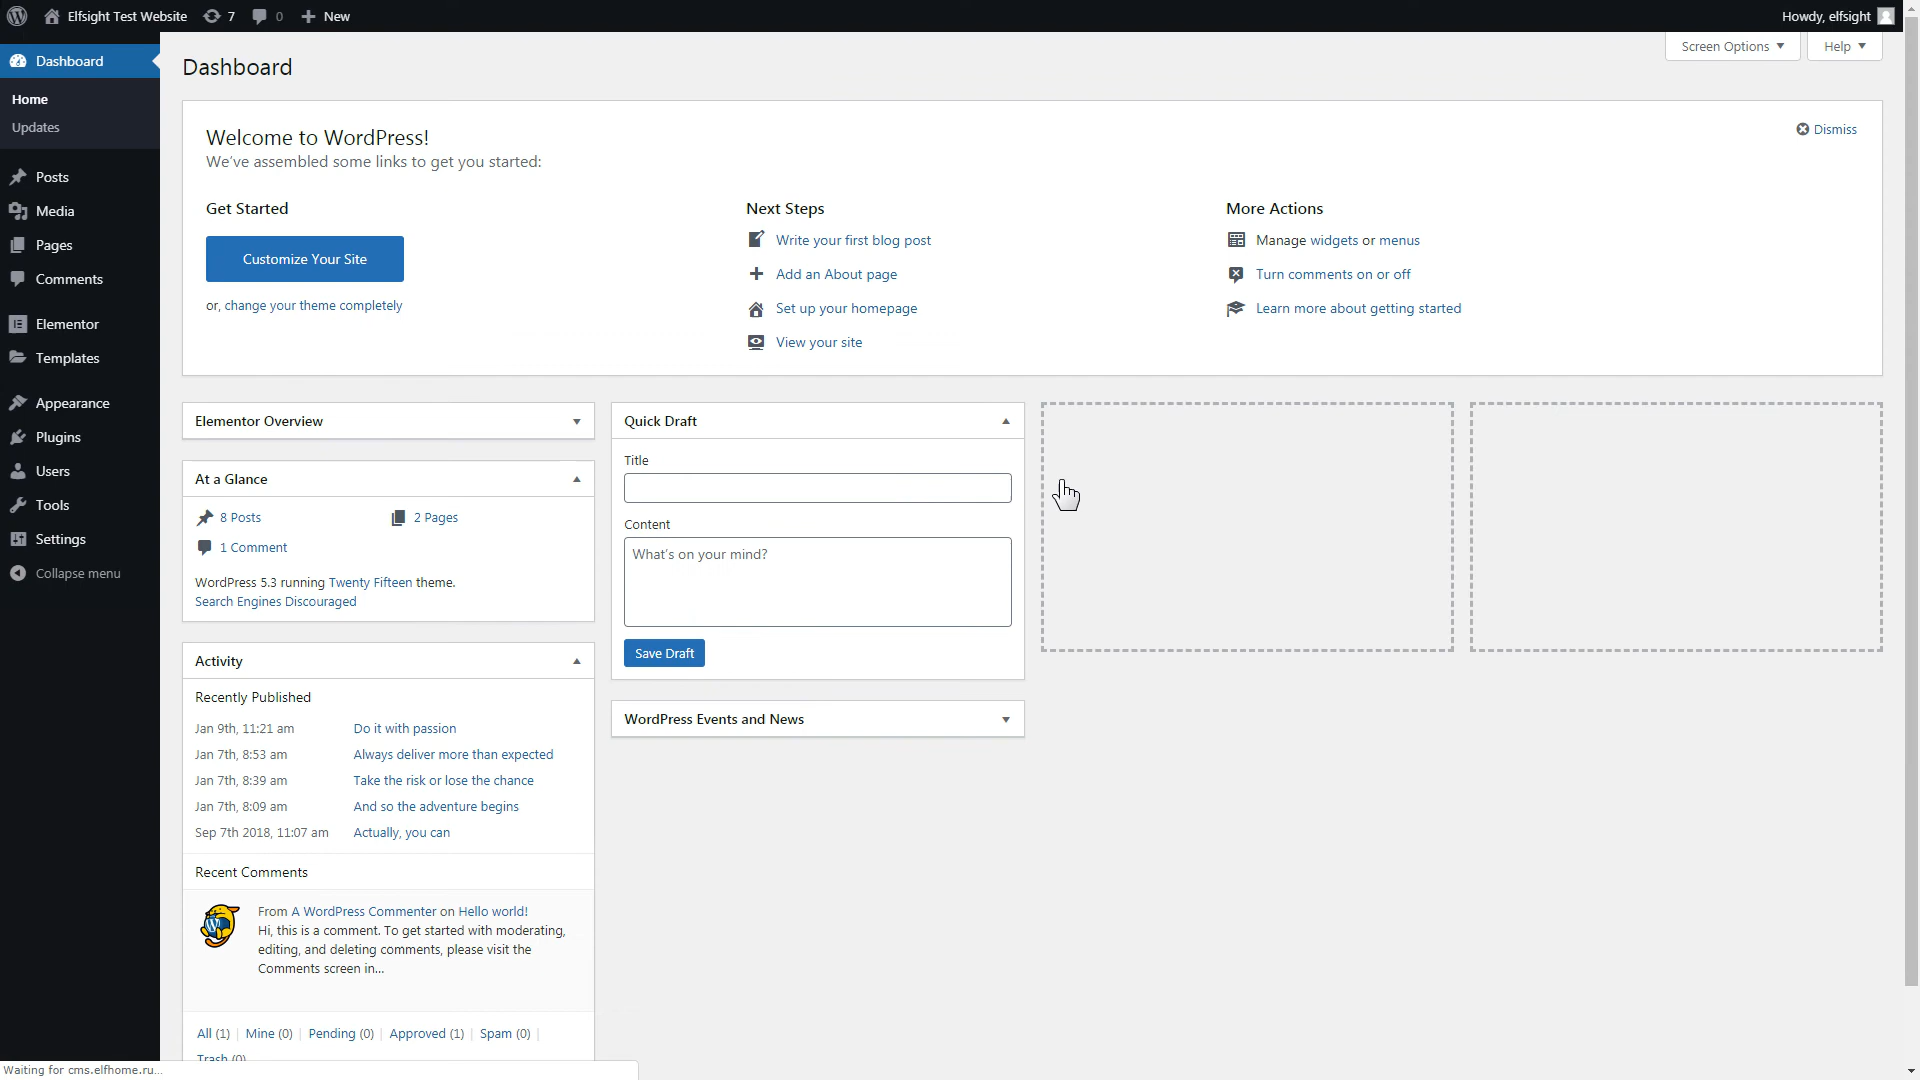 Elfsight Test Website 7 0 New Howdy, elfsight
Screen Options Help
Dashboard
Home
Updates
Posts
Media
Pages
Comments
Elementor
Templates
Appearance
Plugins
Users
Tools
Settings
Collapse menu
Dashboard
Welcome to WordPress!
We've assembled some links to get you started:
Dismiss
Get Started
Customize Your Site
or, change your theme completely
Next Steps
Write your first blog post
Add an About page
Set up your homepage
View your site
More Actions
Manage widgets or menus
Turn comments on or off
Learn more about getting started
Elementor Overview
At a Glance
8 Posts 2 Pages
1 Comment
WordPress 5.3 running Twenty Fifteen theme.
Search Engines Discouraged
Activity
Recently Published
Jan 9th, 11:21 am Do it with passion
Jan 7th, 8:53 am Always deliver more than expected
Jan 7th, 8:39 am Take the risk or lose the chance
Jan 7th, 8:09 am And so the adventure begins
Sep 7th 2018, 11:07 am Actually, you can
Recent Comments
From A WordPress Commenter on Hello world!
Hi, this is a comment. To get started with moderating,
editing, and deleting comments, please visit the
Comments screen in…
All (1) | Mine (0) | Pending (0) | Approved (1) | Spam (0) |
Trash (0)
Quick Draft
Title
Content
What's on your mind?
Save Draft
WordPress Events and News
Waiting for cms.elfhome.ru...